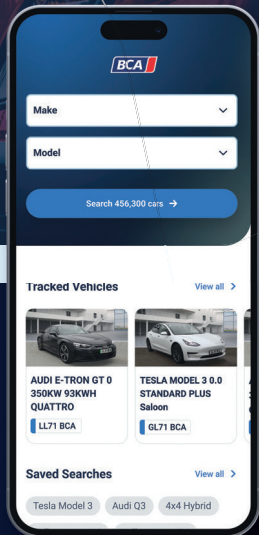 BCA
Make
Model
Search 456,300 cars →
Tracked Vehicles
View all >
AUDI E-TRON GT 0
350KW 93KWH
QUATTRO
LL71 BCA
TESLA MODEL 3 0.0
STANDARD PLUS
Saloon
GL71 BCA
Saved Searches
View all >
Tesla Model 3
Audi Q3
4x4 Hybrid